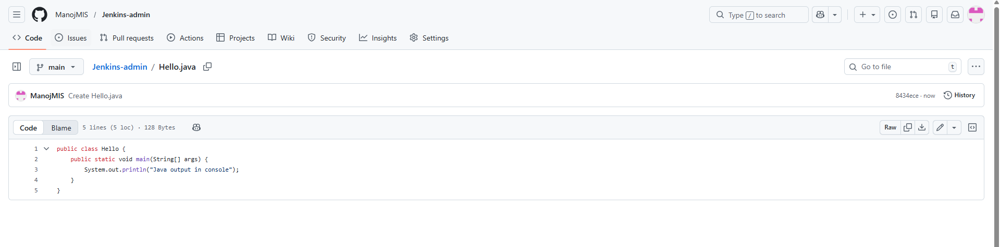 ManojMIS / Jenkins-admin
Type / to search
Code Issues Pull requests Actions Projects Wiki Security Insights Settings
main Jenkins-admin / Hello.java
Go to file t
ManojMIS Create Hello.java
8434ece · now History
Code Blame 5 lines (5 loc) · 128 Bytes
Raw
1 public class Hello {
2     public static void main(String[] args) {
3         System.out.println("Java output in console");
4     }
5 }